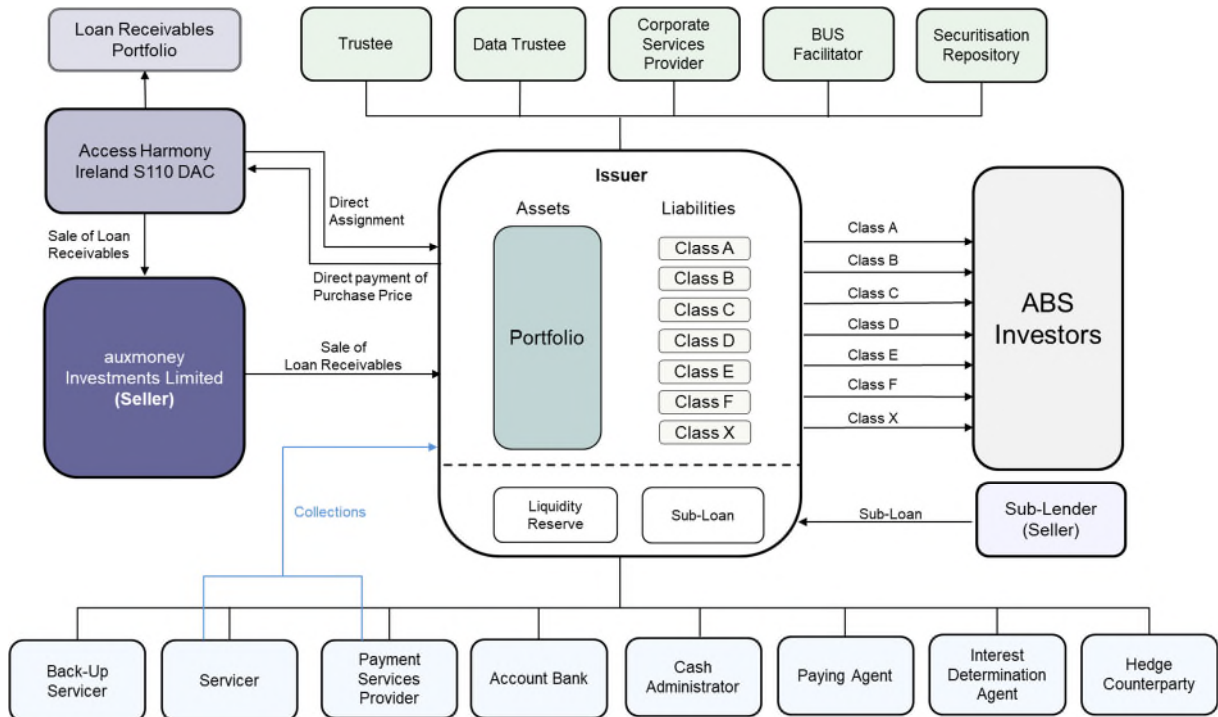 Loan Receivables
Portfolio
Trustee
Data Trustee
Corporate
Services
Provider
BUS
Facilitator
Securitisation
Repository
Access Harmony
Ireland S110 DAC
Issuer
Assets
Liabilities
Direct
Assignment
Sale of Loan
Receivables
Direct payment of
Purchase Price
Portfolio
Class A
Class B
Class C
Class D
Class E
Class F
Class X
Class A
Class B
Class C
Class D
Class E
Class F
Class X
ABS
Investors
auxmoney
Investments Limited
(Seller)
Sale of
Loan Receivables
Collections
Liquidity
Reserve
Sub-Loan
Sub-Loan
Sub-Lender
(Seller)
Back-Up
Servicer
Servicer
Payment
Services
Provider
Account Bank
Cash
Administrator
Paying Agent
Interest
Determination
Agent
Hedge
Counterparty